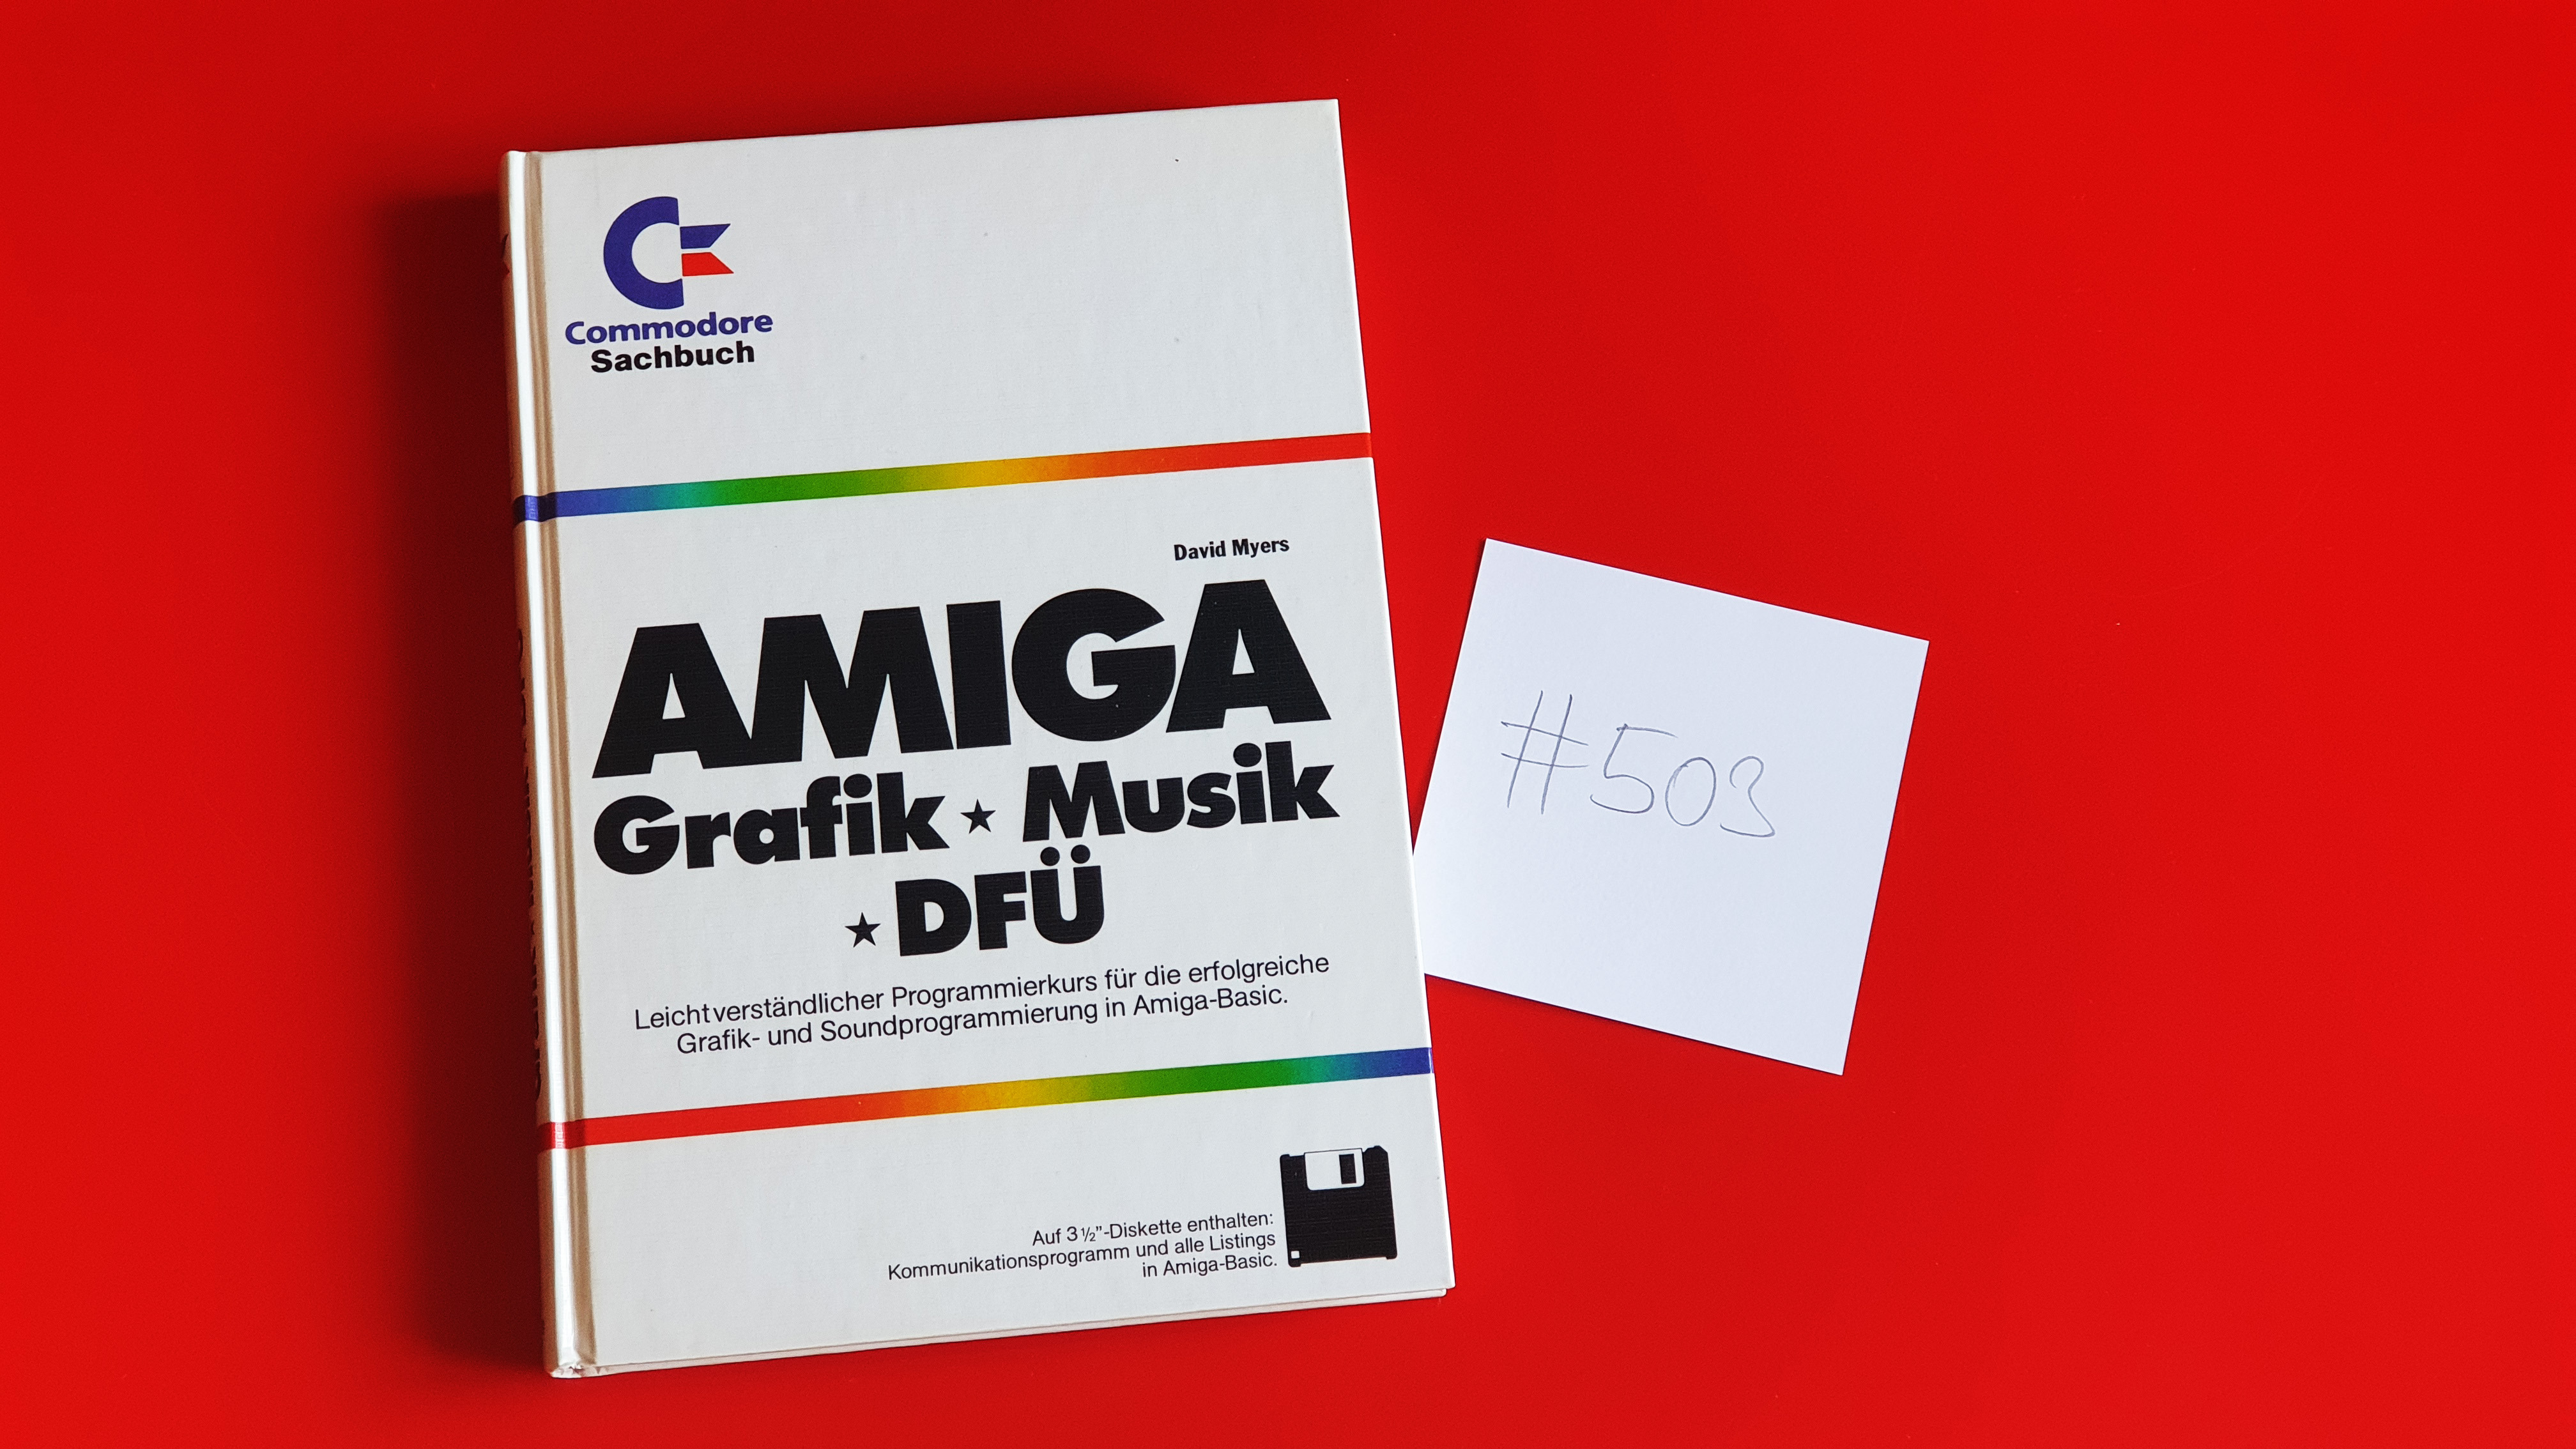 Commodore
Sachbuch
David Myers
AMIGA
Grafik ★ Musik
★ DFÜ
Leichtverständlicher Programmierkurs für die erfolgreiche
Grafik- und Soundprogrammierung in Amiga-Basic.
Auf 3½”-Diskette enthalten:
Kommunikationsprogramm und alle Listings
in Amiga-Basic.
#503